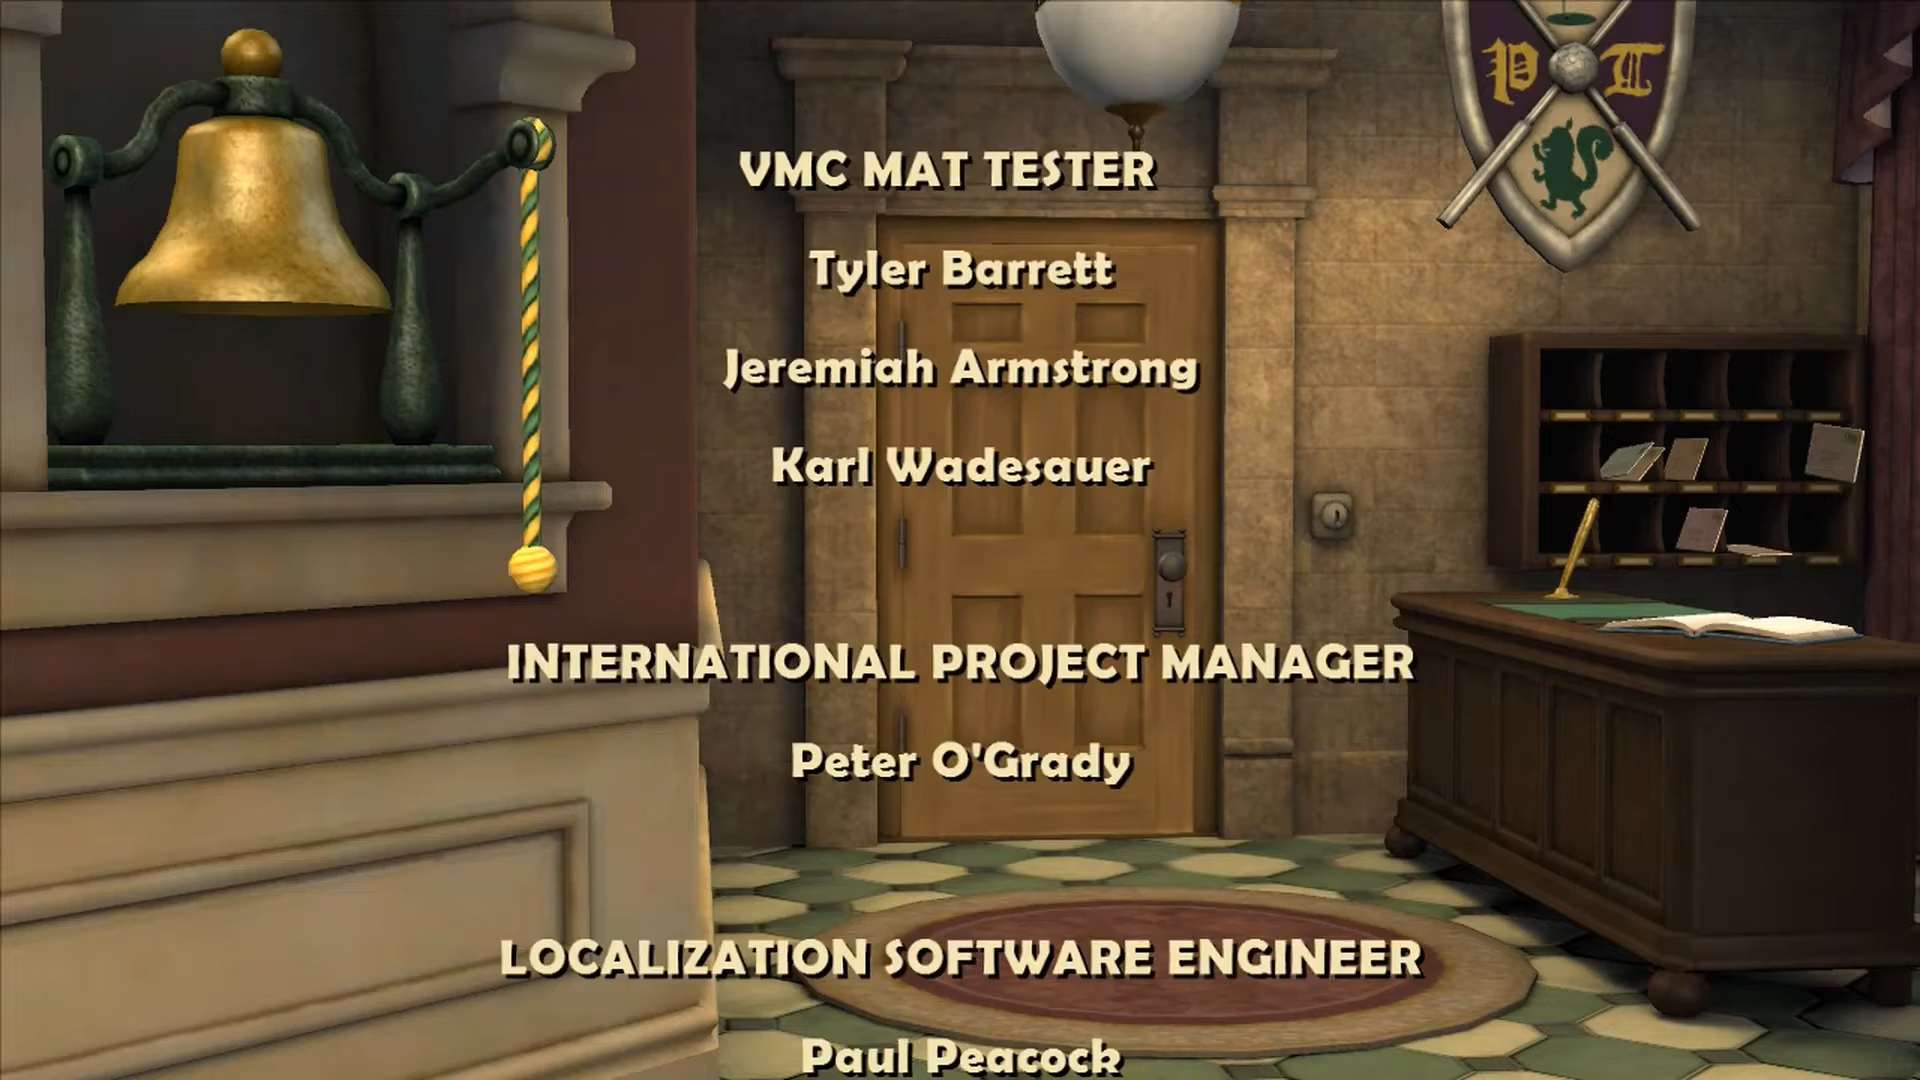 VMC MAT TESTER
Tyler Barrett
Jeremiah Armstrong
Karl Wadesauer
INTERNATIONAL PROJECT MANAGER
Peter O'Grady
LOCALIZATION SOFTWARE ENGINEER
Paul Peacock